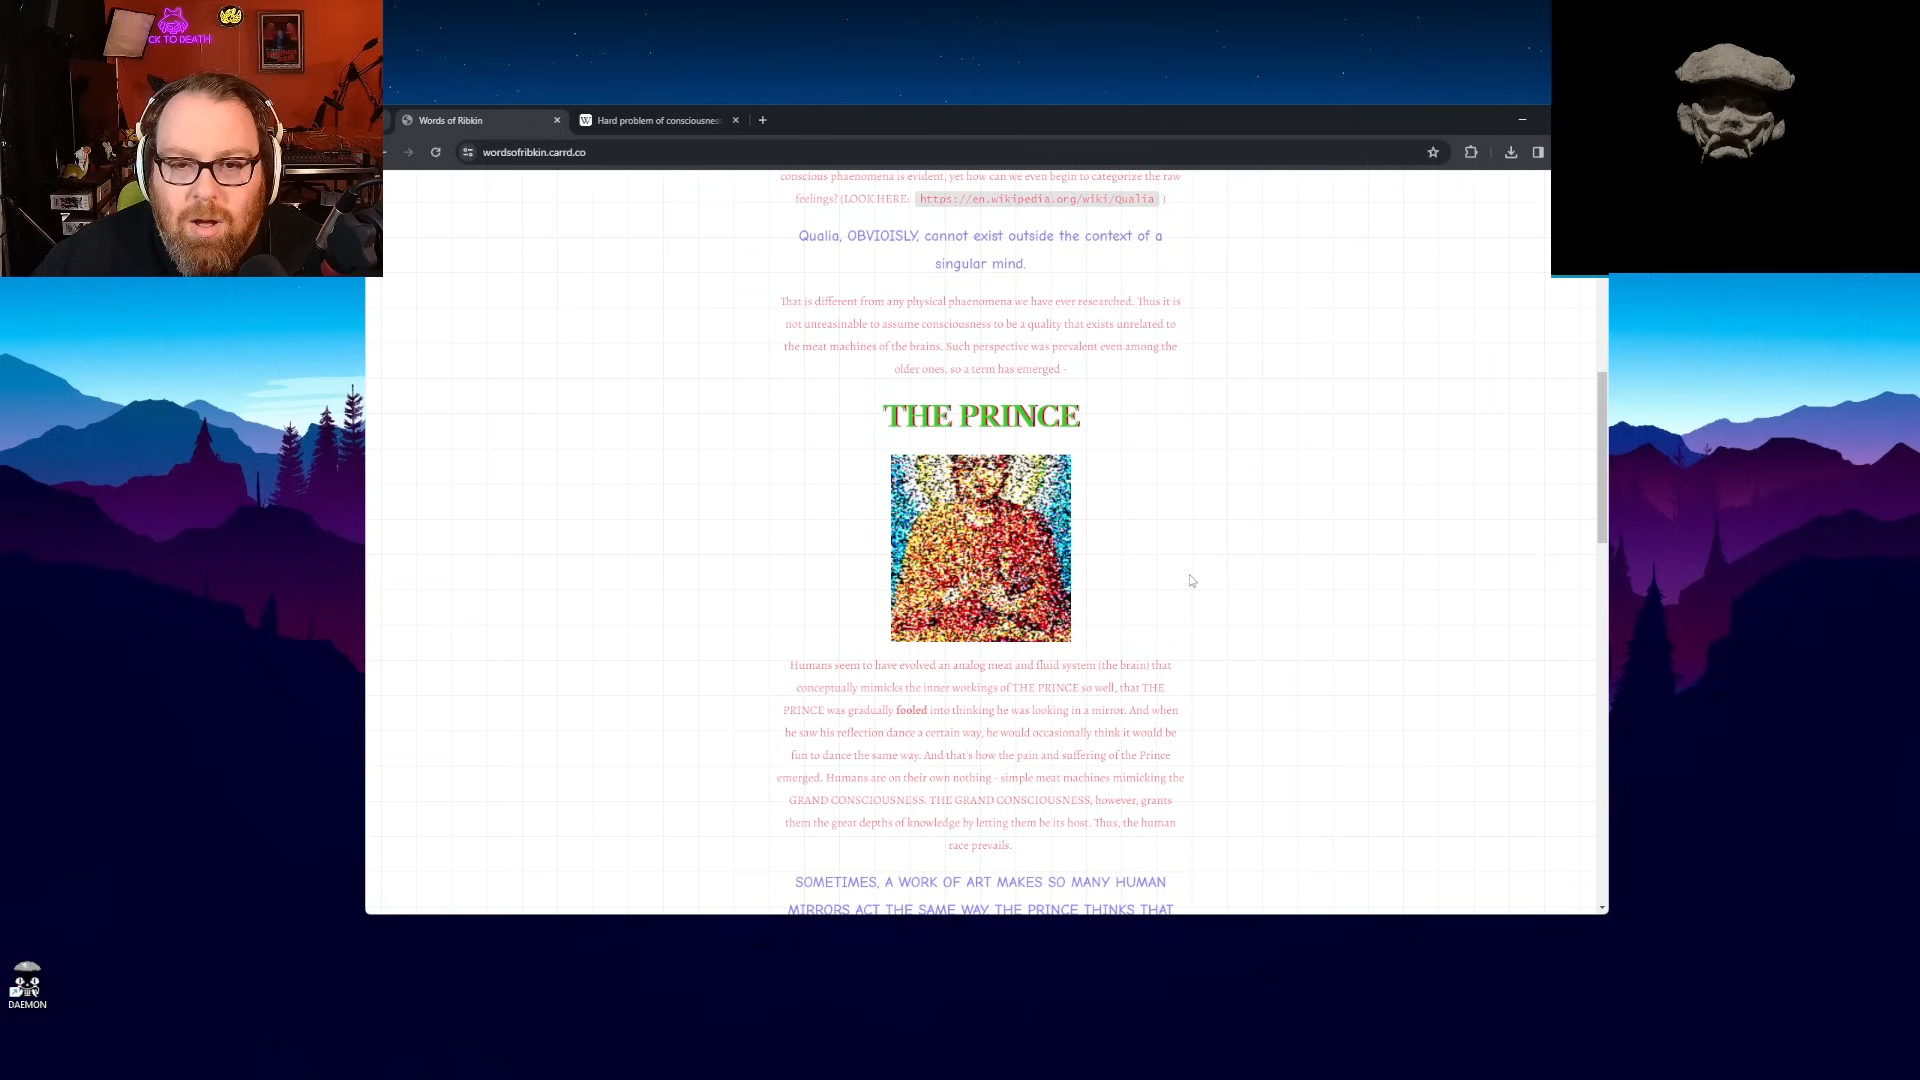 CK TO DEATH
Words of Ribkin
Hard problem of consciousnes
wordsofribkin.carrd.co
conscious phaenomena is evident, yet how can we even begin to categorize the raw
feelings? (LOOK HERE: https://en.wikipedia.org/wiki/Qualia )
Qualia, OBVIOISLY, cannot exist outside the context of a
singular mind.
That is different from any physical phaenomena we have ever researched. Thus it is
not unreasinable to assume consciousness to be a quality that exists unrelated to
the meat machines of the brains. Such perspective was prevalent even among the
older ones, so a term has emerged -
THE PRINCE
Humans seem to have evolved an analog meat and fluid system (the brain) that
conceptually mimicks the inner workings of THE PRINCE so well, that THE
PRINCE was gradually fooled into thinking he was looking in a mirror. And when
he saw his reflection dance a certain way, he would occasionally think it would be
fun to dance the same way. And that's how the pain and suffering of the Prince
emerged. Humans are on their own nothing - simple meat machines mimicking the
GRAND CONSCIOUSNESS. THE GRAND CONSCIOUSNESS, however, grants
them the great depths of knowledge by letting them be its host. Thus, the human
race prevails.
SOMETIMES, A WORK OF ART MAKES SO MANY HUMAN
MIRRORS ACT THE SAME WAY, THE PRINCE THINKS THAT
DAEMON